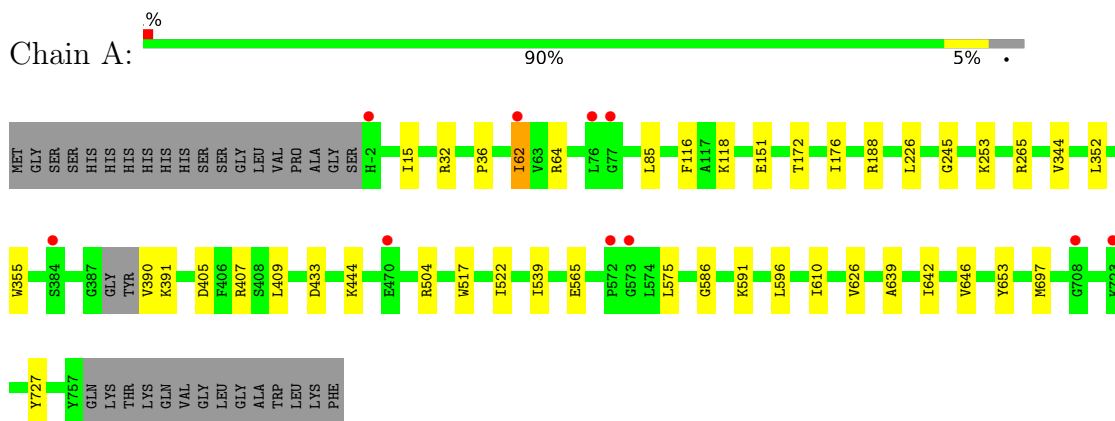 .%
Chain A:
90% 5% •
MET GLY SER SER HIS HIS HIS HIS HIS HIS SER SER GLY LEU VAL PRO ALA GLY SER H-2 I15 R32 P36 I62 V63 R64 L76 G77 L85 F116 A117 K118 E151 T172 I176 R188 L226 G245 K253 R265 V344 L352
W355 S384 G387 GLY TYR V390 K391 D405 F406 R407 S408 L409 D433 K444 E470 R504 W517 I522 I539 E565 P572 G573 L574 L575 G586 K591 L596 I610 V626 A639 I642 V646 Y653 M697 G708 K723
Y727 Y757 GLN LYS THR LYS GLN VAL GLY LEU GLY ALA TRP LEU LYS PHE